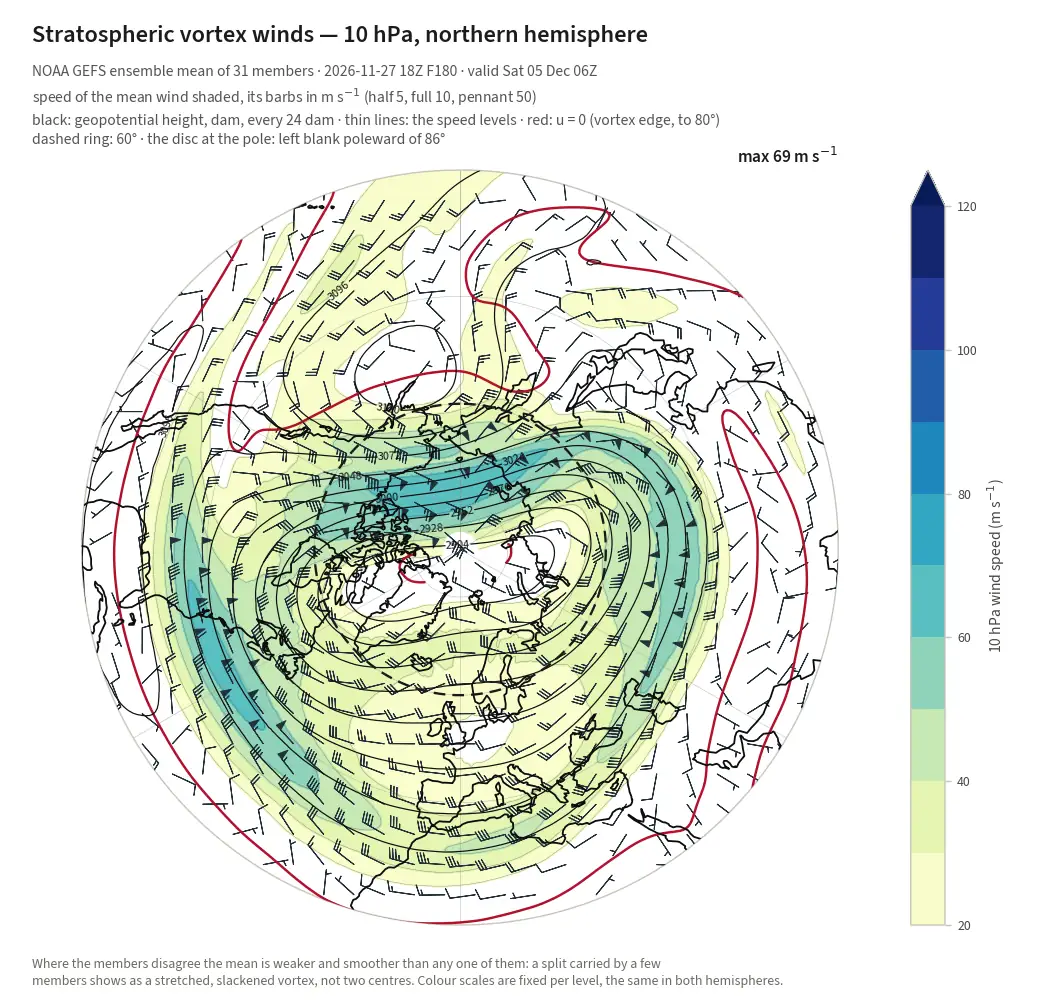 Stratospheric vortex winds — 10 hPa, northern hemisphere
NOAA GEFS ensemble mean of 31 members · 2026-11-27 18Z F180 · valid Sat 05 Dec 06Z
speed of the mean wind shaded, its barbs in m s⁻¹ (half 5, full 10, pennant 50)
black: geopotential height, dam, every 24 dam · thin lines: the speed levels · red: u = 0 (vortex edge, to 80°)
dashed ring: 60° · the disc at the pole: left blank poleward of 86°
max 69 m s⁻¹
120
100
80
60
40
20
10 hPa wind speed (m s⁻¹)
3096
3048
2952
2928
2904
Where the members disagree the mean is weaker and smoother than any one of them: a split carried by a few
members shows as a stretched, slackened vortex, not two centres. Colour scales are fixed per level, the same in both hemispheres.